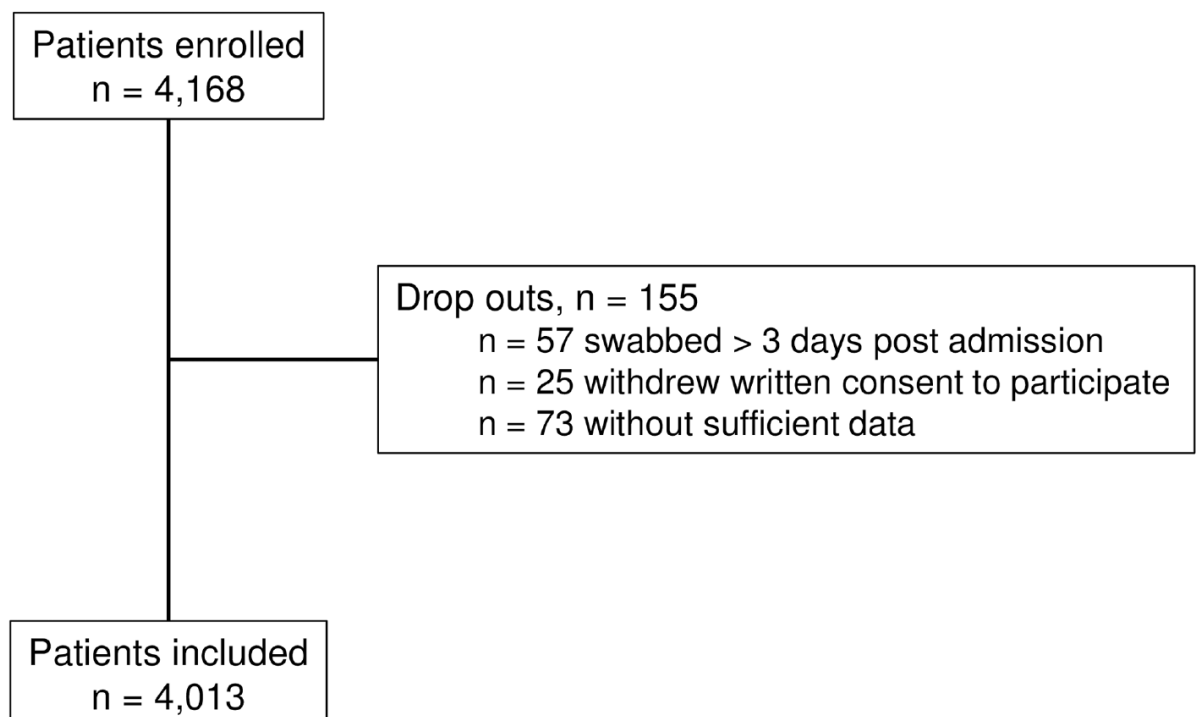 Patients enrolled
n = 4,168
Drop outs, n = 155
n = 57 swabbed > 3 days post admission
n = 25 withdrew written consent to participate
n = 73 without sufficient data
Patients included
n = 4,013